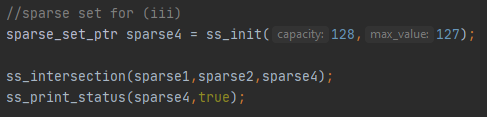 //sparse set for (iii)
sparse_set_ptr sparse4 = ss_init( capacity: 128, max_value: 127);
ss_intersection(sparse1,sparse2,sparse4);
ss_print_status(sparse4,true);